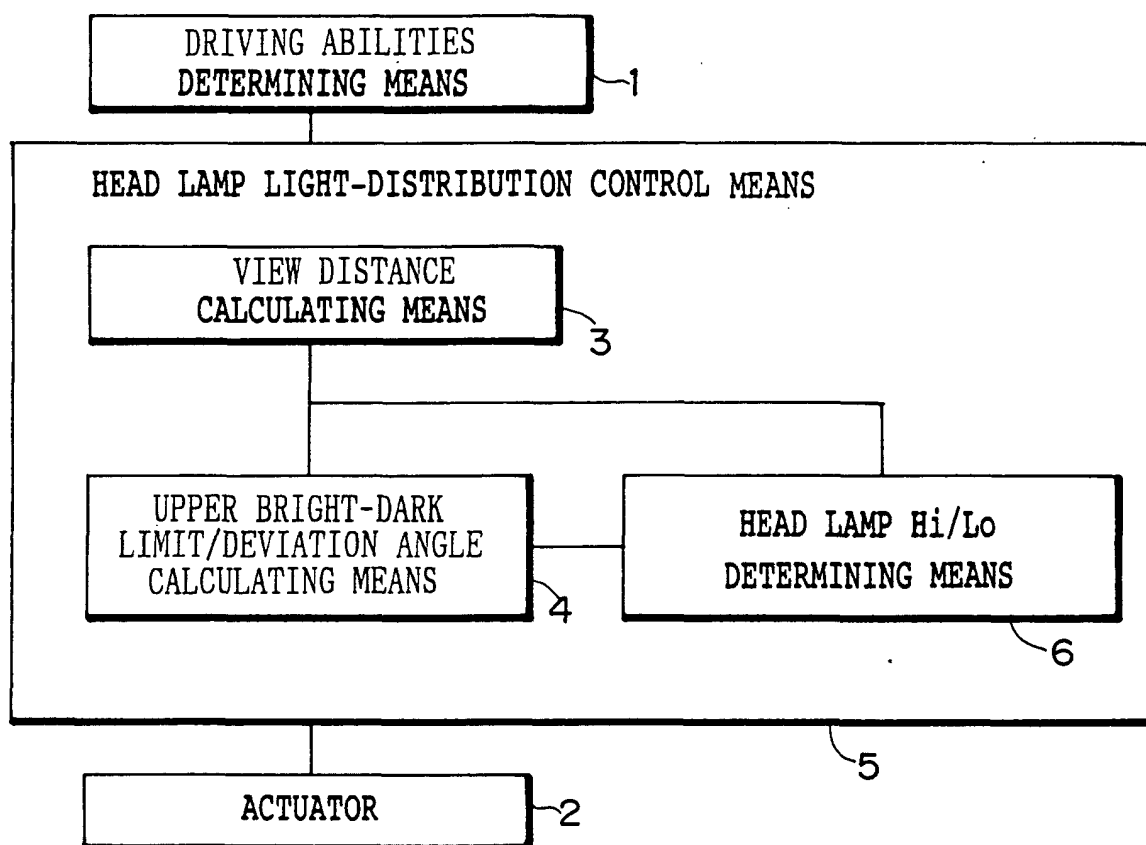 DRIVING ABILITIES
DETERMINING MEANS
1
HEAD LAMP LIGHT-DISTRIBUTION CONTROL MEANS
VIEW DISTANCE
CALCULATING MEANS
3
UPPER BRIGHT-DARK
LIMIT/DEVIATION ANGLE
CALCULATING MEANS
4
HEAD LAMP Hi/Lo
DETERMINING MEANS
6
5
ACTUATOR
2